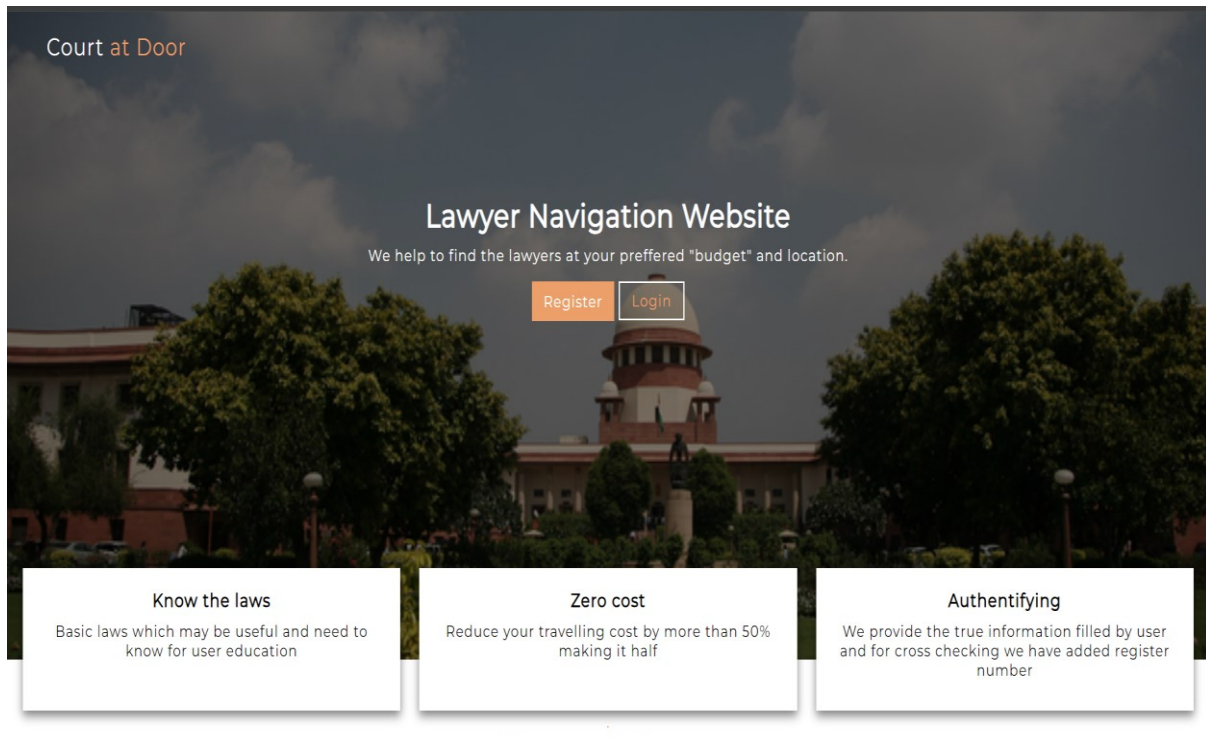 Court at Door
Lawyer Navigation Website
We help to find the lawyers at your preffered "budget" and location.
Register Login
Know the laws
Basic laws which may be useful and need to
know for user education
Zero cost
Reduce your travelling cost by more than 50%
making it half
Authentifying
We provide the true information filled by user
and for cross checking we have added register
number